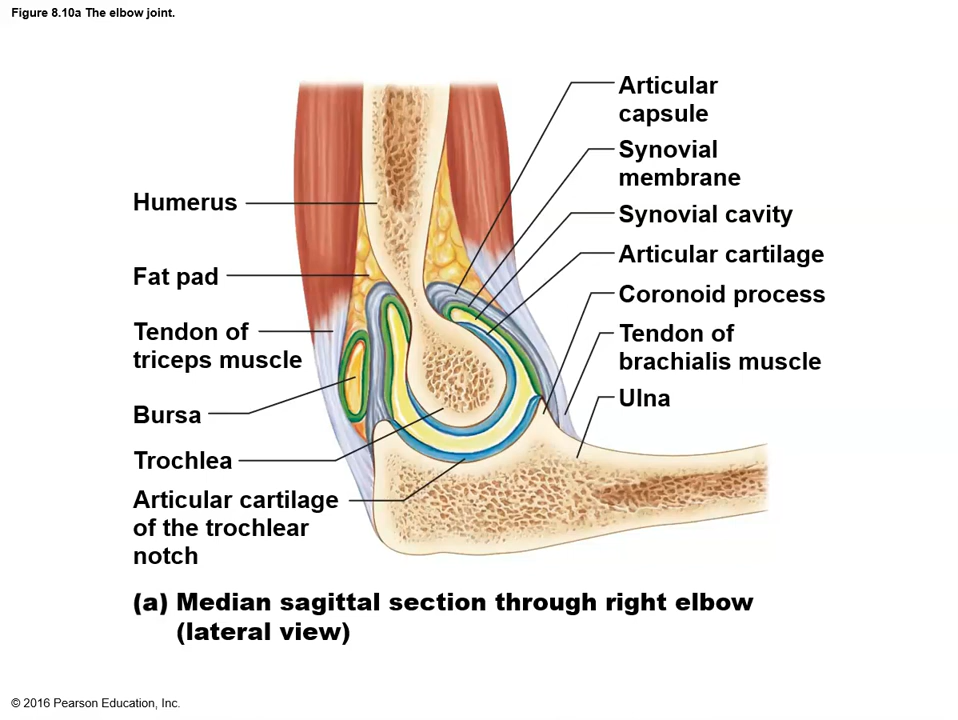 Figure 8.10a The elbow joint.
Articular
capsule
Synovial
membrane
Humerus
Synovial cavity
Articular cartilage
Fat pad
Coronoid process
Tendon of
triceps muscle
Tendon of
brachialis muscle
Ulna
Bursa
Trochlea
Articular cartilage
of the trochlear
notch
(a) Median sagittal section through right elbow
(lateral view)
© 2016 Pearson Education, Inc.